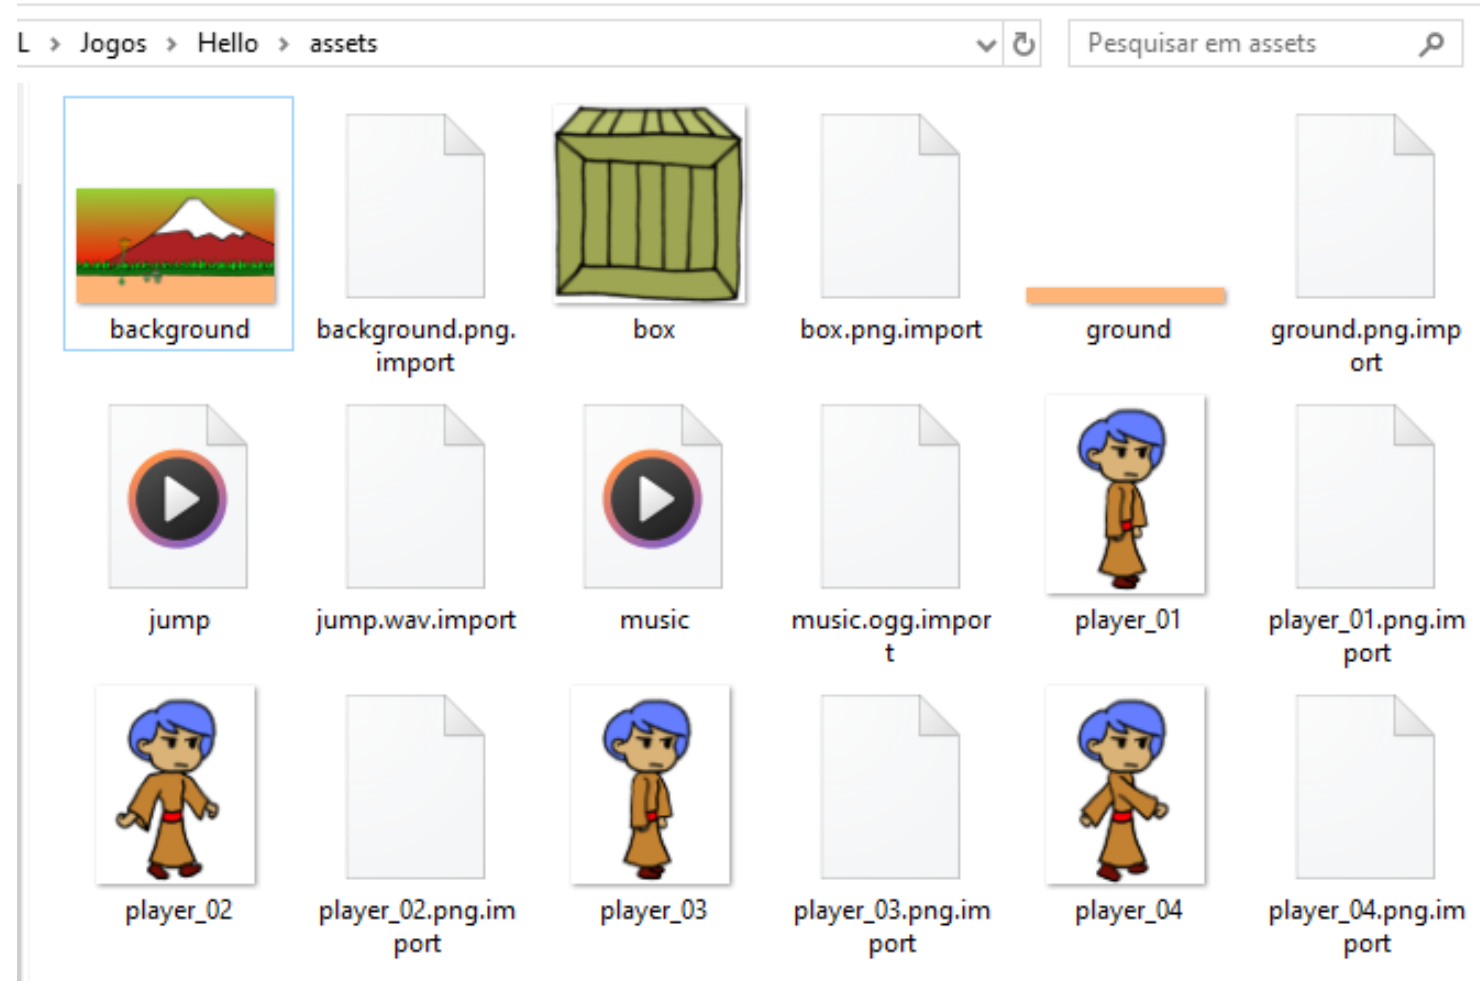 L > Jogos > Hello > assets
Pesquisar em assets
background
background.png.
import
box
box.png.import
ground
ground.png.imp
ort
jump
jump.wav.import
music
music.ogg.impor
t
player_01
player_01.png.im
port
player_02
player_02.png.im
port
player_03
player_03.png.im
port
player_04
player_04.png.im
port